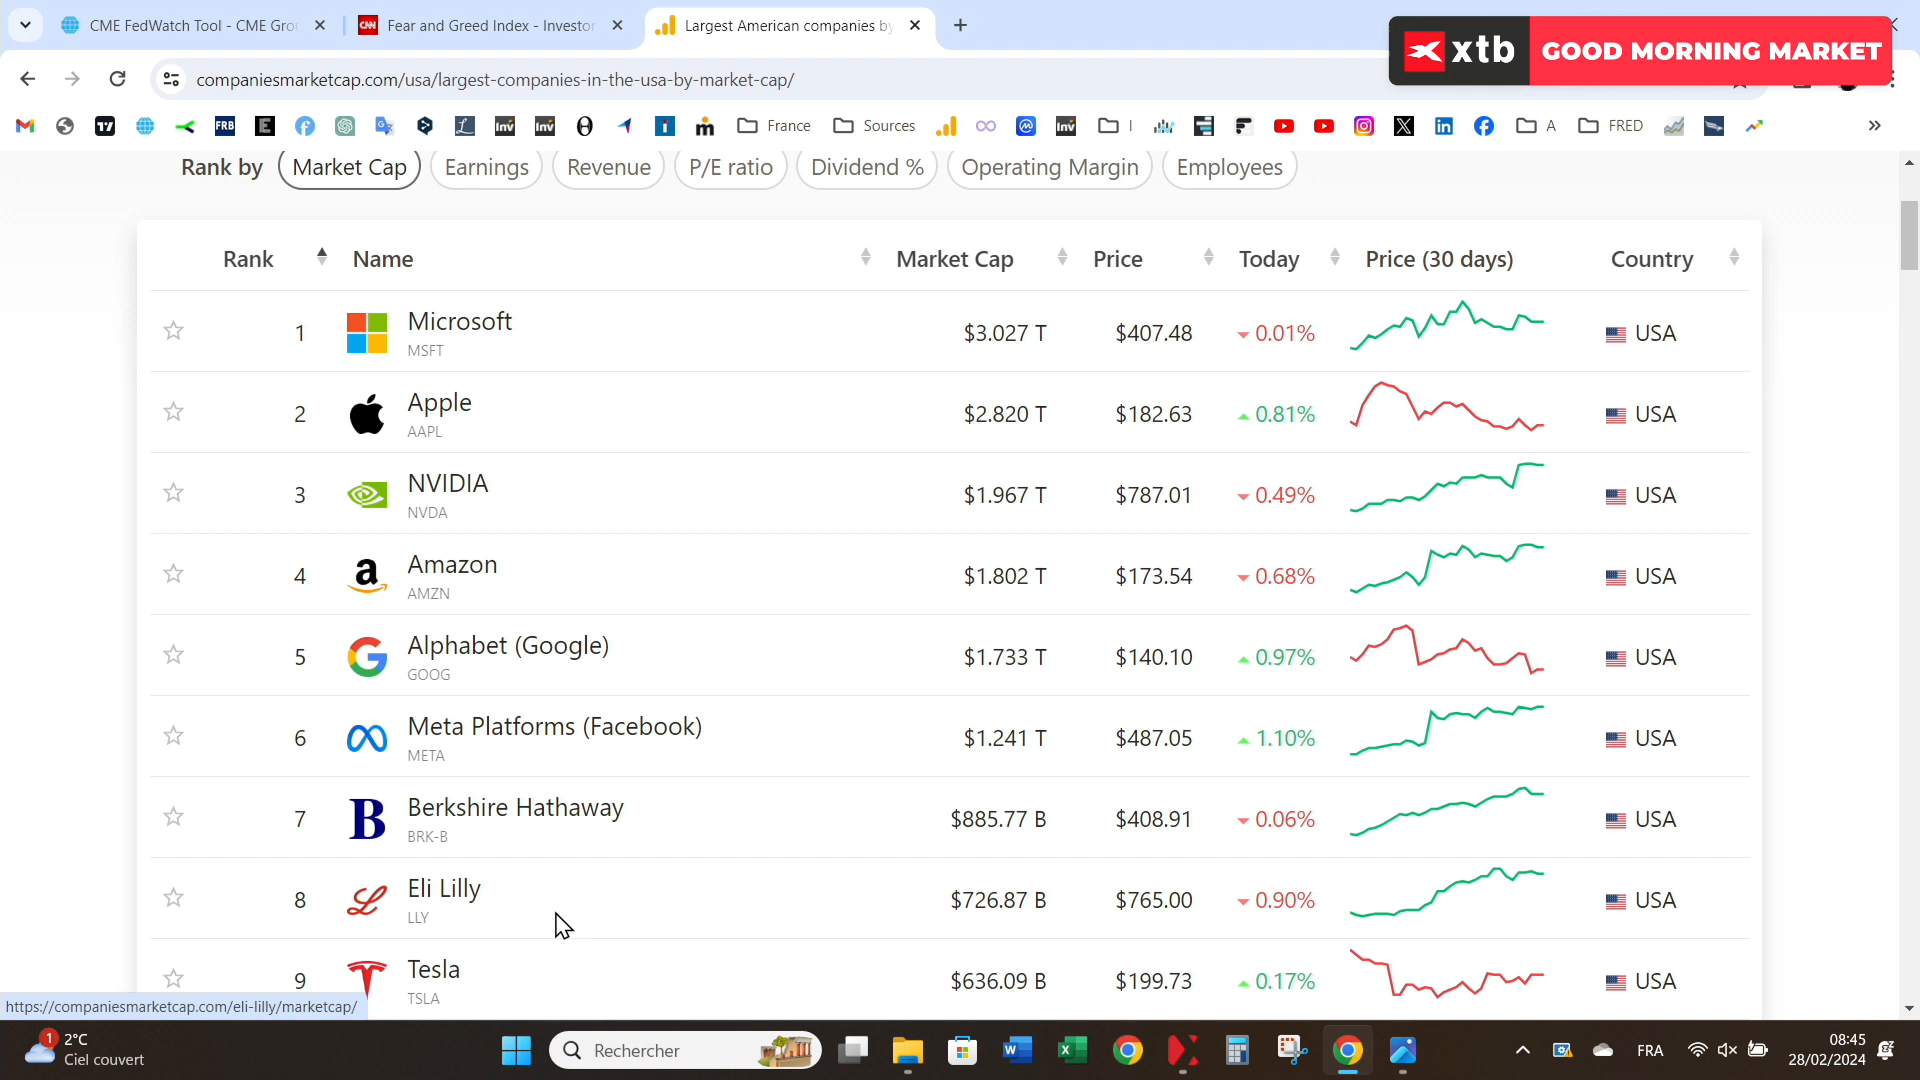 CME FedWatch Tool - CME Gro
Fear and Greed Index - Investor
Largest American companies by
xtb GOOD MORNING MARKET
companiesmarketcap.com/usa/largest-companies-in-the-usa-by-market-cap/
France Sources I A FRED
Rank by Market Cap Earnings Revenue P/E ratio Dividend % Operating Margin Employees
Rank Name Market Cap Price Today Price (30 days) Country
1 Microsoft $3.027 T $407.48 0.01% USA
MSFT
2 Apple $2.820 T $182.63 0.81% USA
AAPL
3 NVIDIA $1.967 T $787.01 0.49% USA
NVDA
4 Amazon $1.802 T $173.54 0.68% USA
AMZN
5 Alphabet (Google) $1.733 T $140.10 0.97% USA
GOOG
6 Meta Platforms (Facebook) $1.241 T $487.05 1.10% USA
META
7 Berkshire Hathaway $885.77 B $408.91 0.06% USA
BRK-B
8 Eli Lilly $726.87 B $765.00 0.90% USA
LLY
9 Tesla $636.09 B $199.73 0.17% USA
TSLA
https://companiesmarketcap.com/eli-lilly/marketcap/
1 2°C
Ciel couvert
Rechercher
FRA
08:45
28/02/2024